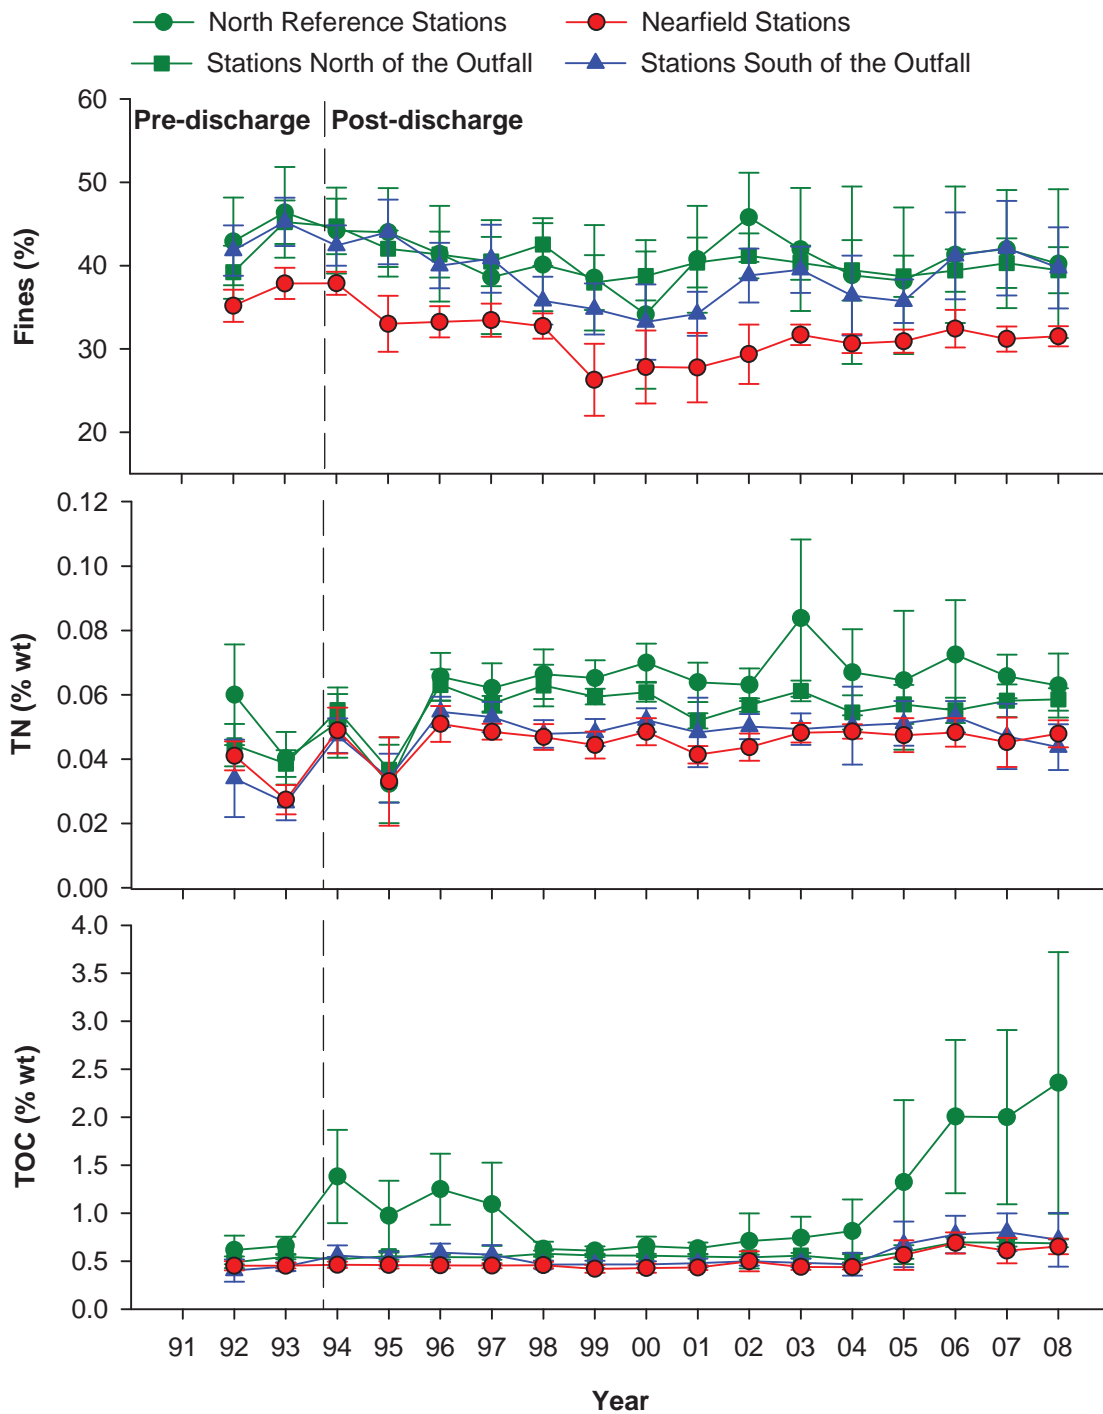 North Reference Stations
Nearfield Stations
Stations North of the Outfall
Stations South of the Outfall
Pre-discharge
Post-discharge
Fines (%)
60
50
40
30
20
TN (% wt)
0.12
0.10
0.08
0.06
0.04
0.02
0.00
TOC (% wt)
4.0
3.5
3.0
2.5
2.0
1.5
1.0
0.5
0.0
91 92 93 94 95 96 97 98 99 00 01 02 03 04 05 06 07 08
Year